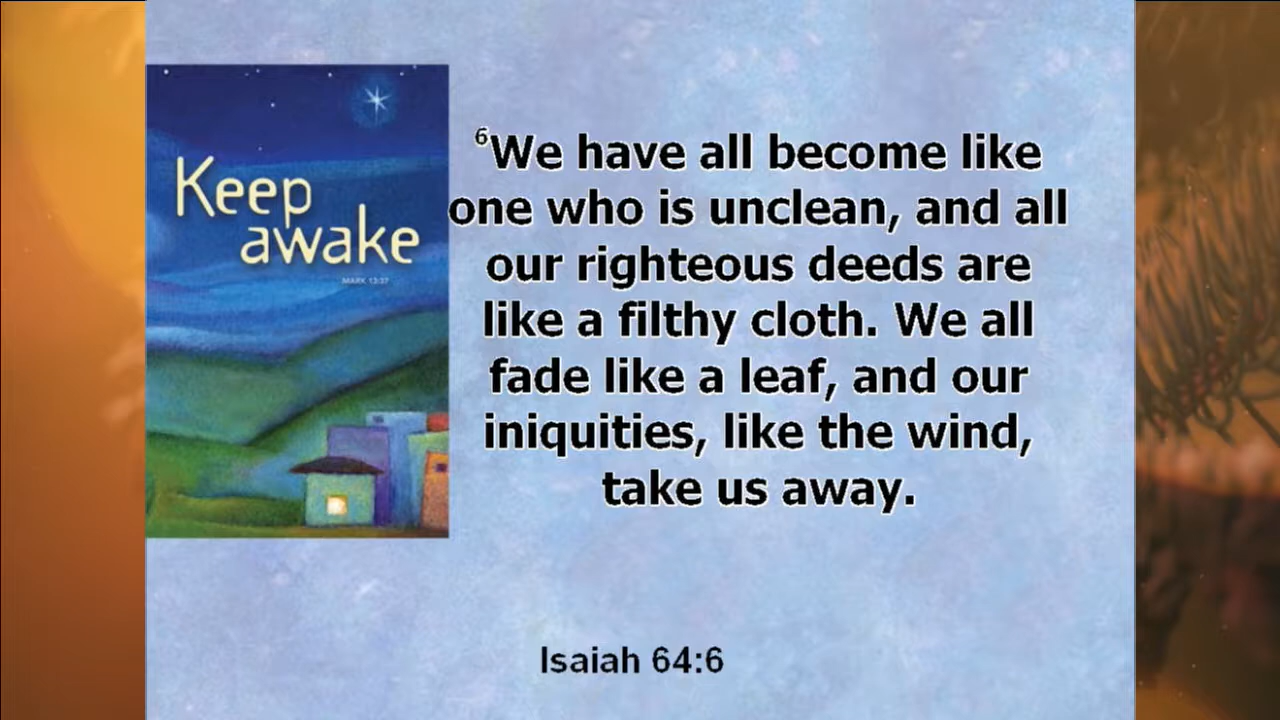 Keep
awake
MARK 13:37
⁶We have all become like
one who is unclean, and all
our righteous deeds are
like a filthy cloth. We all
fade like a leaf, and our
iniquities, like the wind,
take us away.
Isaiah 64:6